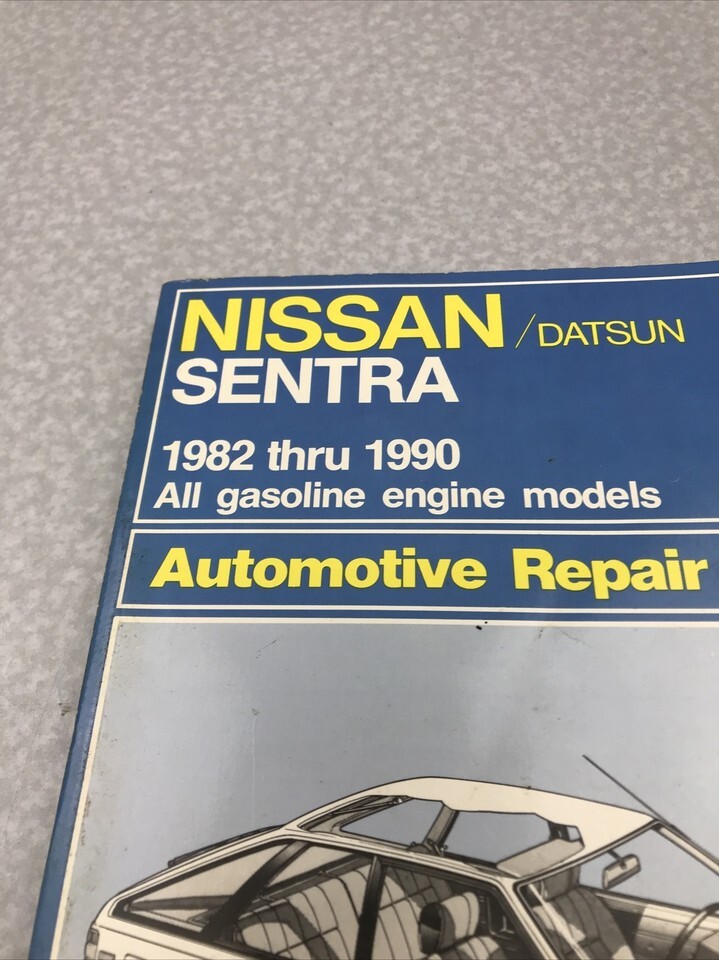 NISSAN /DATSUN
SENTRA
1982 thru 1990
All gasoline engine models
Automotive Repair